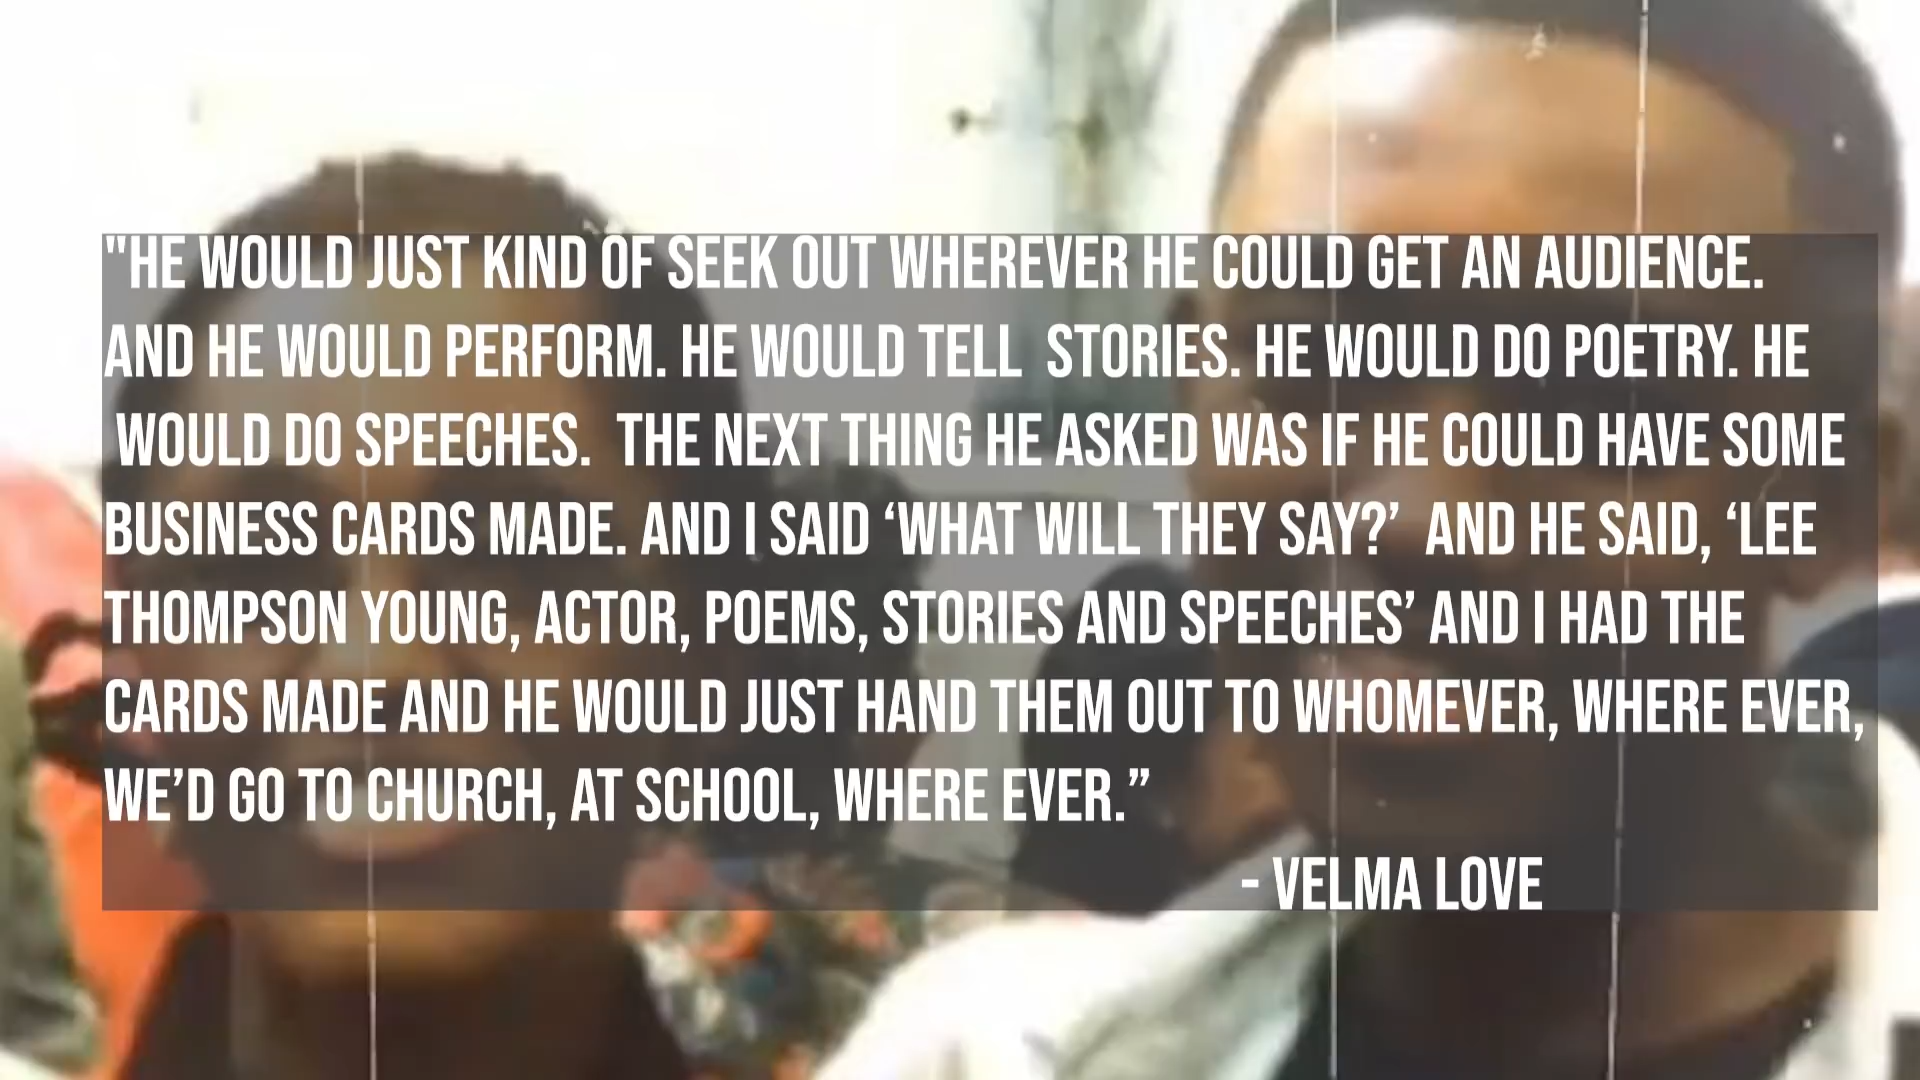 "HE WOULD JUST KIND OF SEEK OUT WHEREVER HE COULD GET AN AUDIENCE.
AND HE WOULD PERFORM. HE WOULD TELL  STORIES. HE WOULD DO POETRY. HE
WOULD DO SPEECHES.  THE NEXT THING HE ASKED WAS IF HE COULD HAVE SOME
BUSINESS CARDS MADE. AND I SAID ‘WHAT WILL THEY SAY?’  AND HE SAID, ‘LEE
THOMPSON YOUNG, ACTOR, POEMS, STORIES AND SPEECHES’ AND I HAD THE
CARDS MADE AND HE WOULD JUST HAND THEM OUT TO WHOMEVER, WHERE EVER,
WE’D GO TO CHURCH, AT SCHOOL, WHERE EVER.”
- VELMA LOVE